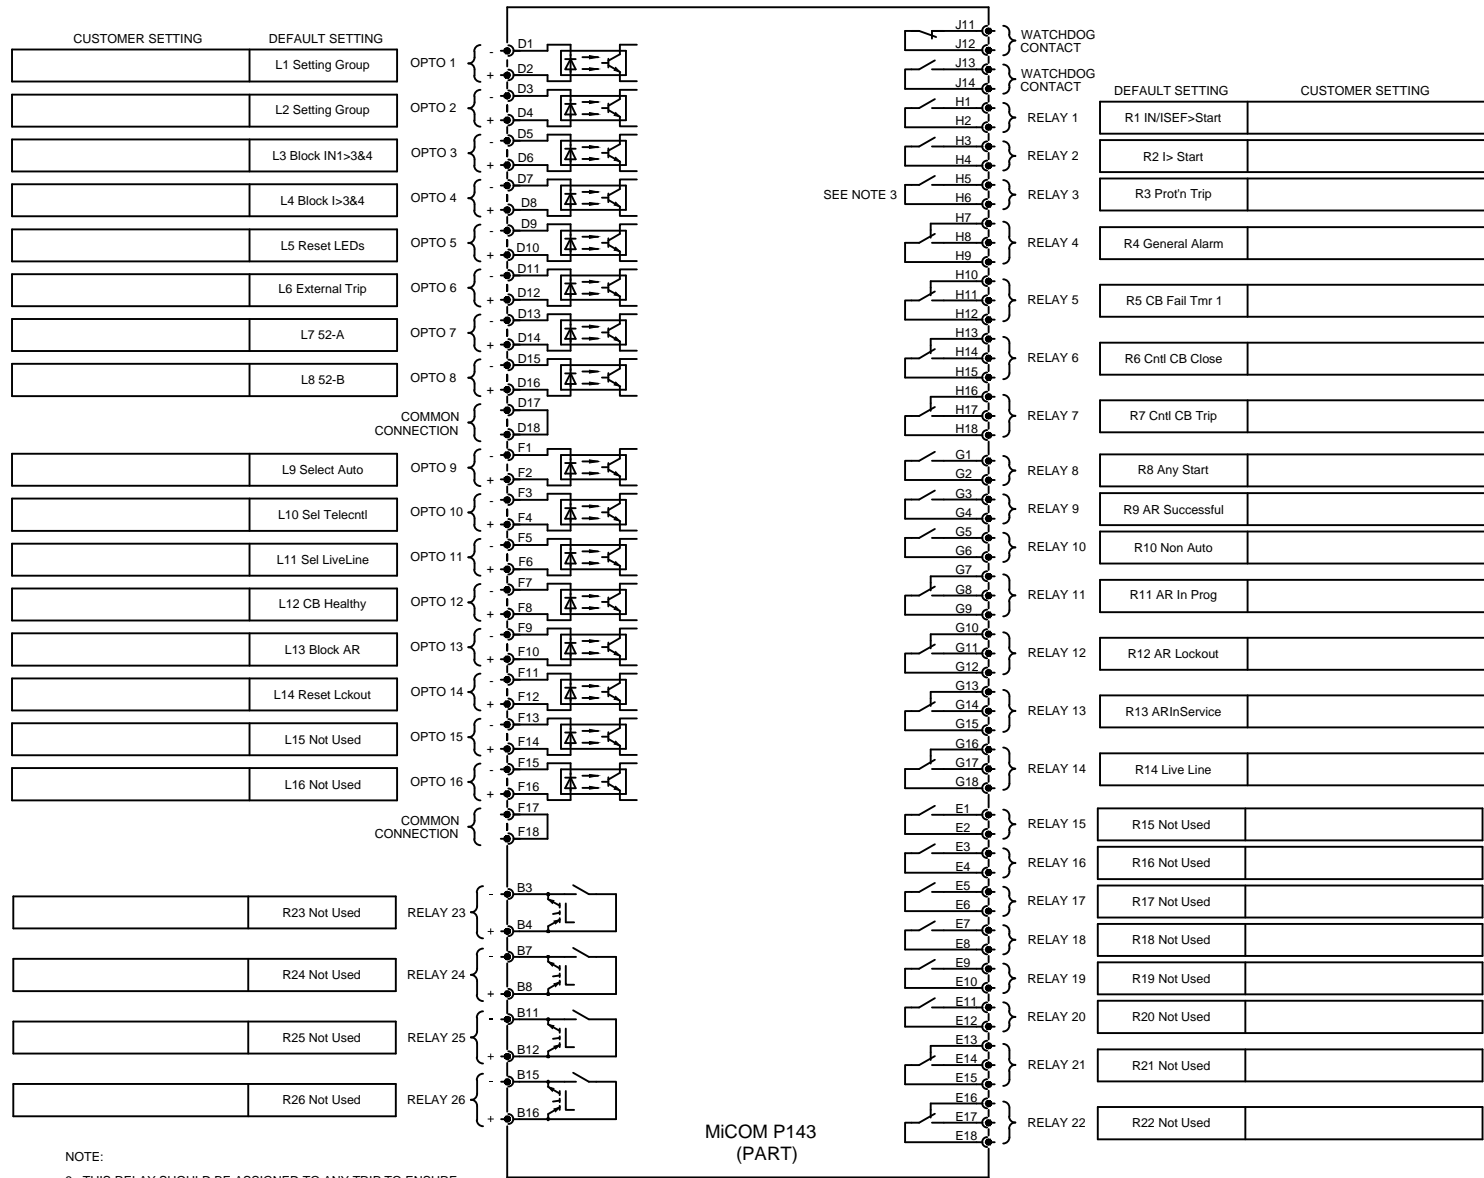 CUSTOMER SETTING DEFAULT SETTING
L1 Setting Group OPTO 1 - D1 + D2
L2 Setting Group OPTO 2 - D3 + D4
L3 Block IN1>3&4 OPTO 3 - D5 + D6
L4 Block I>3&4 OPTO 4 - D7 + D8
L5 Reset LEDs OPTO 5 - D9 + D10
L6 External Trip OPTO 6 - D11 + D12
L7 52-A OPTO 7 - D13 + D14
L8 52-B OPTO 8 - D15 + D16
COMMON
CONNECTION D17 D18
L9 Select Auto OPTO 9 - F1 + F2
L10 Sel Telecntl OPTO 10 - F3 + F4
L11 Sel LiveLine OPTO 11 - F5 + F6
L12 CB Healthy OPTO 12 - F7 + F8
L13 Block AR OPTO 13 - F9 + F10
L14 Reset Lckout OPTO 14 - F11 + F12
L15 Not Used OPTO 15 - F13 + F14
L16 Not Used OPTO 16 - F15 + F16
COMMON
CONNECTION F17 F18
R23 Not Used RELAY 23 - B3 + B4
R24 Not Used RELAY 24 - B7 + B8
R25 Not Used RELAY 25 - B11 + B12
R26 Not Used RELAY 26 - B15 + B16
J11 J12 WATCHDOG
CONTACT
J13 J14 WATCHDOG
CONTACT
DEFAULT SETTING CUSTOMER SETTING
H1 H2 RELAY 1 R1 IN/ISEF>Start
H3 H4 RELAY 2 R2 I> Start
SEE NOTE 3 H5 H6 RELAY 3 R3 Prot'n Trip
H7 H8 H9 RELAY 4 R4 General Alarm
H10 H11 H12 RELAY 5 R5 CB Fail Tmr 1
H13 H14 H15 RELAY 6 R6 Cntl CB Close
H16 H17 H18 RELAY 7 R7 Cntl CB Trip
G1 G2 RELAY 8 R8 Any Start
G3 G4 RELAY 9 R9 AR Successful
G5 G6 RELAY 10 R10 Non Auto
G7 G8 G9 RELAY 11 R11 AR In Prog
G10 G11 G12 RELAY 12 R12 AR Lockout
G13 G14 G15 RELAY 13 R13 ARInService
G16 G17 G18 RELAY 14 R14 Live Line
E1 E2 RELAY 15 R15 Not Used
E3 E4 RELAY 16 R16 Not Used
E5 E6 RELAY 17 R17 Not Used
E7 E8 RELAY 18 R18 Not Used
E9 E10 RELAY 19 R19 Not Used
E11 E12 RELAY 20 R20 Not Used
E13 E14 E15 RELAY 21 R21 Not Used
E16 E17 E18 RELAY 22 R22 Not Used
MiCOM P143
(PART)
NOTE:
THIS RELAY SHOULD BE ASSIGNED TO ANY TRIP TO ENSURE